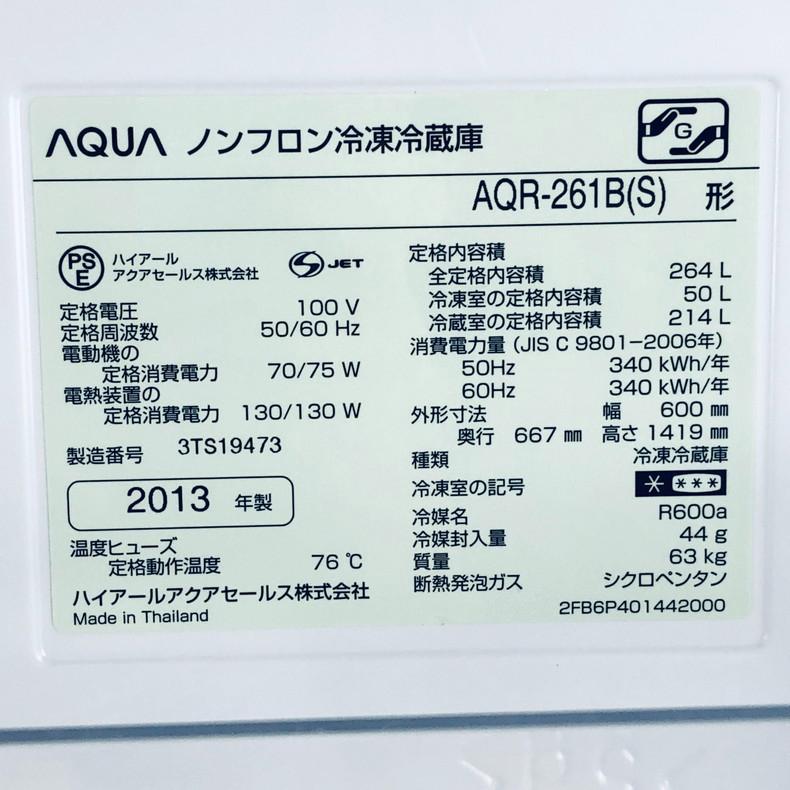 AQUA ノンフロン冷凍冷蔵庫
G
AQR-261B(S) 形
PS
E
ハイアール
アクアセールス株式会社
S JET
定格電圧 100 V
定格周波数 50/60 Hz
電動機の
定格消費電力 70/75 W
電熱装置の
定格消費電力 130/130 W
製造番号 3TS19473
2013 年製
温度ヒューズ
定格動作温度 76 ℃
ハイアールアクアセールス株式会社
Made in Thailand
定格内容積
全定格内容積 264 L
冷凍室の定格内容積 50 L
冷蔵室の定格内容積 214 L
消費電力量 (JIS C 9801-2006年)
50Hz 340 kWh/年
60Hz 340 kWh/年
外形寸法 幅 600 mm
奥行 667 mm 高さ 1419 mm
種類 冷凍冷蔵庫
冷凍室の記号 * ***
冷媒名 R600a
冷媒封入量 44 g
質量 63 kg
断熱発泡ガス シクロペンタン
2FB6P401442000